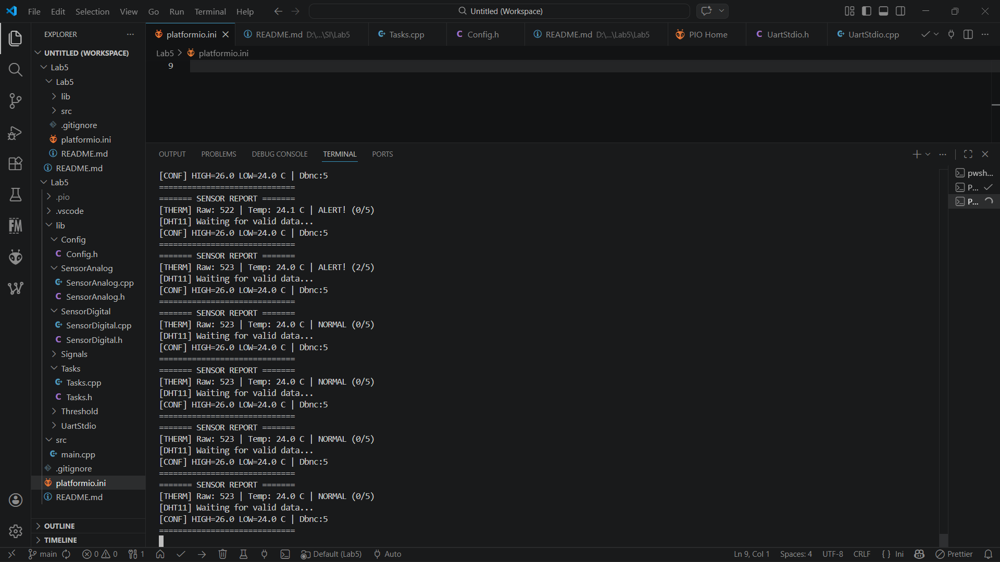 File Edit Selection View Go Run Terminal Help
Untitled (Workspace)
EXPLORER
UNTITLED (WORKSPACE)
Lab5
Lab5
lib
src
.gitignore
platformio.ini
README.md
README.md
Lab5
.pio
.vscode
lib
Config
Config.h
SensorAnalog
SensorAnalog.cpp
SensorAnalog.h
SensorDigital
SensorDigital.cpp
SensorDigital.h
Signals
Tasks
Tasks.cpp
Tasks.h
Threshold
UartStdio
src
main.cpp
.gitignore
platformio.ini
README.md
OUTLINE
TIMELINE
platformio.ini README.md D:\...\SI\Lab5 Tasks.cpp Config.h README.md D:\...\Lab5\Lab5 PIO Home UartStdio.h UartStdio.cpp
Lab5 > platformio.ini
9
OUTPUT PROBLEMS DEBUG CONSOLE TERMINAL PORTS
[CONF] HIGH=26.0 LOW=24.0 C | Dbnc:5
=============================
======= SENSOR REPORT =======
[THERM] Raw: 522 | Temp: 24.1 C | ALERT! (0/5)
[DHT11] Waiting for valid data...
[CONF] HIGH=26.0 LOW=24.0 C | Dbnc:5
=============================
======= SENSOR REPORT =======
[THERM] Raw: 523 | Temp: 24.0 C | ALERT! (2/5)
[DHT11] Waiting for valid data...
[CONF] HIGH=26.0 LOW=24.0 C | Dbnc:5
=============================
======= SENSOR REPORT =======
[THERM] Raw: 523 | Temp: 24.0 C | NORMAL (0/5)
[DHT11] Waiting for valid data...
[CONF] HIGH=26.0 LOW=24.0 C | Dbnc:5
=============================
======= SENSOR REPORT =======
[THERM] Raw: 523 | Temp: 24.0 C | NORMAL (0/5)
[DHT11] Waiting for valid data...
[CONF] HIGH=26.0 LOW=24.0 C | Dbnc:5
=============================
======= SENSOR REPORT =======
[THERM] Raw: 523 | Temp: 24.0 C | NORMAL (0/5)
[DHT11] Waiting for valid data...
[CONF] HIGH=26.0 LOW=24.0 C | Dbnc:5
=============================
======= SENSOR REPORT =======
[THERM] Raw: 523 | Temp: 24.0 C | NORMAL (0/5)
[DHT11] Waiting for valid data...
[CONF] HIGH=26.0 LOW=24.0 C | Dbnc:5
=============================
pwsh...
P...
P...
main 0 0 1 Default (Lab5) Auto Ln 9, Col 1 Spaces: 4 UTF-8 CRLF { } Ini Prettier